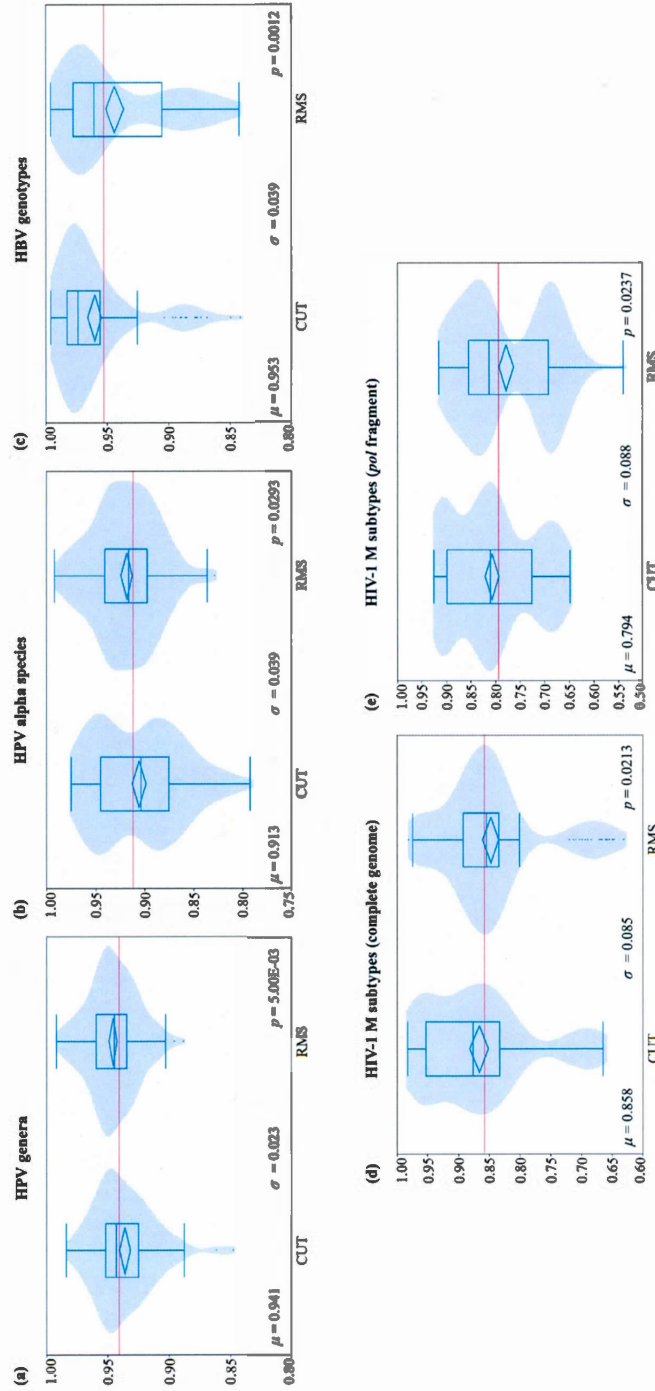 (a)
HPV genera
1.00
0.95
0.90
0.85
0.80
μ = 0.941
σ = 0.023
p = 5.00E-03
CUT
RMS
(b)
HPV alpha species
1.00
0.95
0.90
0.85
0.80
0.75
μ = 0.913
σ = 0.039
p = 0.0293
CUT
RMS
(c)
HBV genotypes
1.00
0.95
0.90
0.85
0.80
μ = 0.953
σ = 0.039
p = 0.0012
CUT
RMS
(d)
HIV-1 M subtypes (complete genome)
1.00
0.95
0.90
0.85
0.80
0.75
0.70
0.65
0.60
μ = 0.858
σ = 0.085
p = 0.0213
CUT
RMS
(e)
HIV-1 M subtypes (pol fragment)
1.00
0.95
0.90
0.85
0.80
0.75
0.70
0.65
0.60
0.55
0.50
μ = 0.794
σ = 0.088
p = 0.0237
CUT
RMS